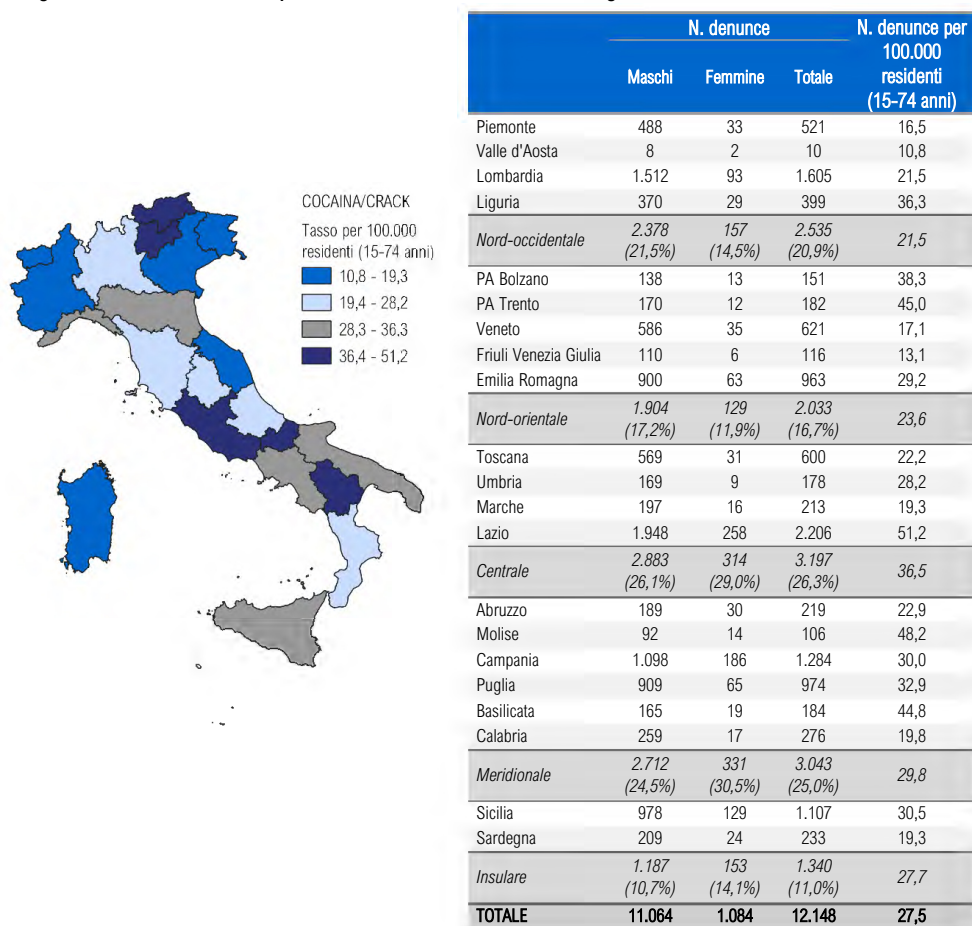 COCAINA/CRACK
Tasso per 100.000
residenti (15-74 anni)
10,8 - 19,3
19,4 - 28,2
28,3 - 36,3
36,4 - 51,2
N. denunce N. denunce per
100.000
residenti
(15-74 anni)
Maschi Femmine Totale
Piemonte 488 33 521 16,5
Valle d'Aosta 8 2 10 10,8
Lombardia 1.512 93 1.605 21,5
Liguria 370 29 399 36,3
Nord-occidentale 2.378 157 2.535 21,5
(21,5%) (14,5%) (20,9%)
PA Bolzano 138 13 151 38,3
PA Trento 170 12 182 45,0
Veneto 586 35 621 17,1
Friuli Venezia Giulia 110 6 116 13,1
Emilia Romagna 900 63 963 29,2
Nord-orientale 1.904 129 2.033 23,6
(17,2%) (11,9%) (16,7%)
Toscana 569 31 600 22,2
Umbria 169 9 178 28,2
Marche 197 16 213 19,3
Lazio 1.948 258 2.206 51,2
Centrale 2.883 314 3.197 36,5
(26,1%) (29,0%) (26,3%)
Abruzzo 189 30 219 22,9
Molise 92 14 106 48,2
Campania 1.098 186 1.284 30,0
Puglia 909 65 974 32,9
Basilicata 165 19 184 44,8
Calabria 259 17 276 19,8
Meridionale 2.712 331 3.043 29,8
(24,5%) (30,5%) (25,0%)
Sicilia 978 129 1.107 30,5
Sardegna 209 24 233 19,3
Insulare 1.187 153 1.340 27,7
(10,7%) (14,1%) (11,0%)
TOTALE 11.064 1.084 12.148 27,5